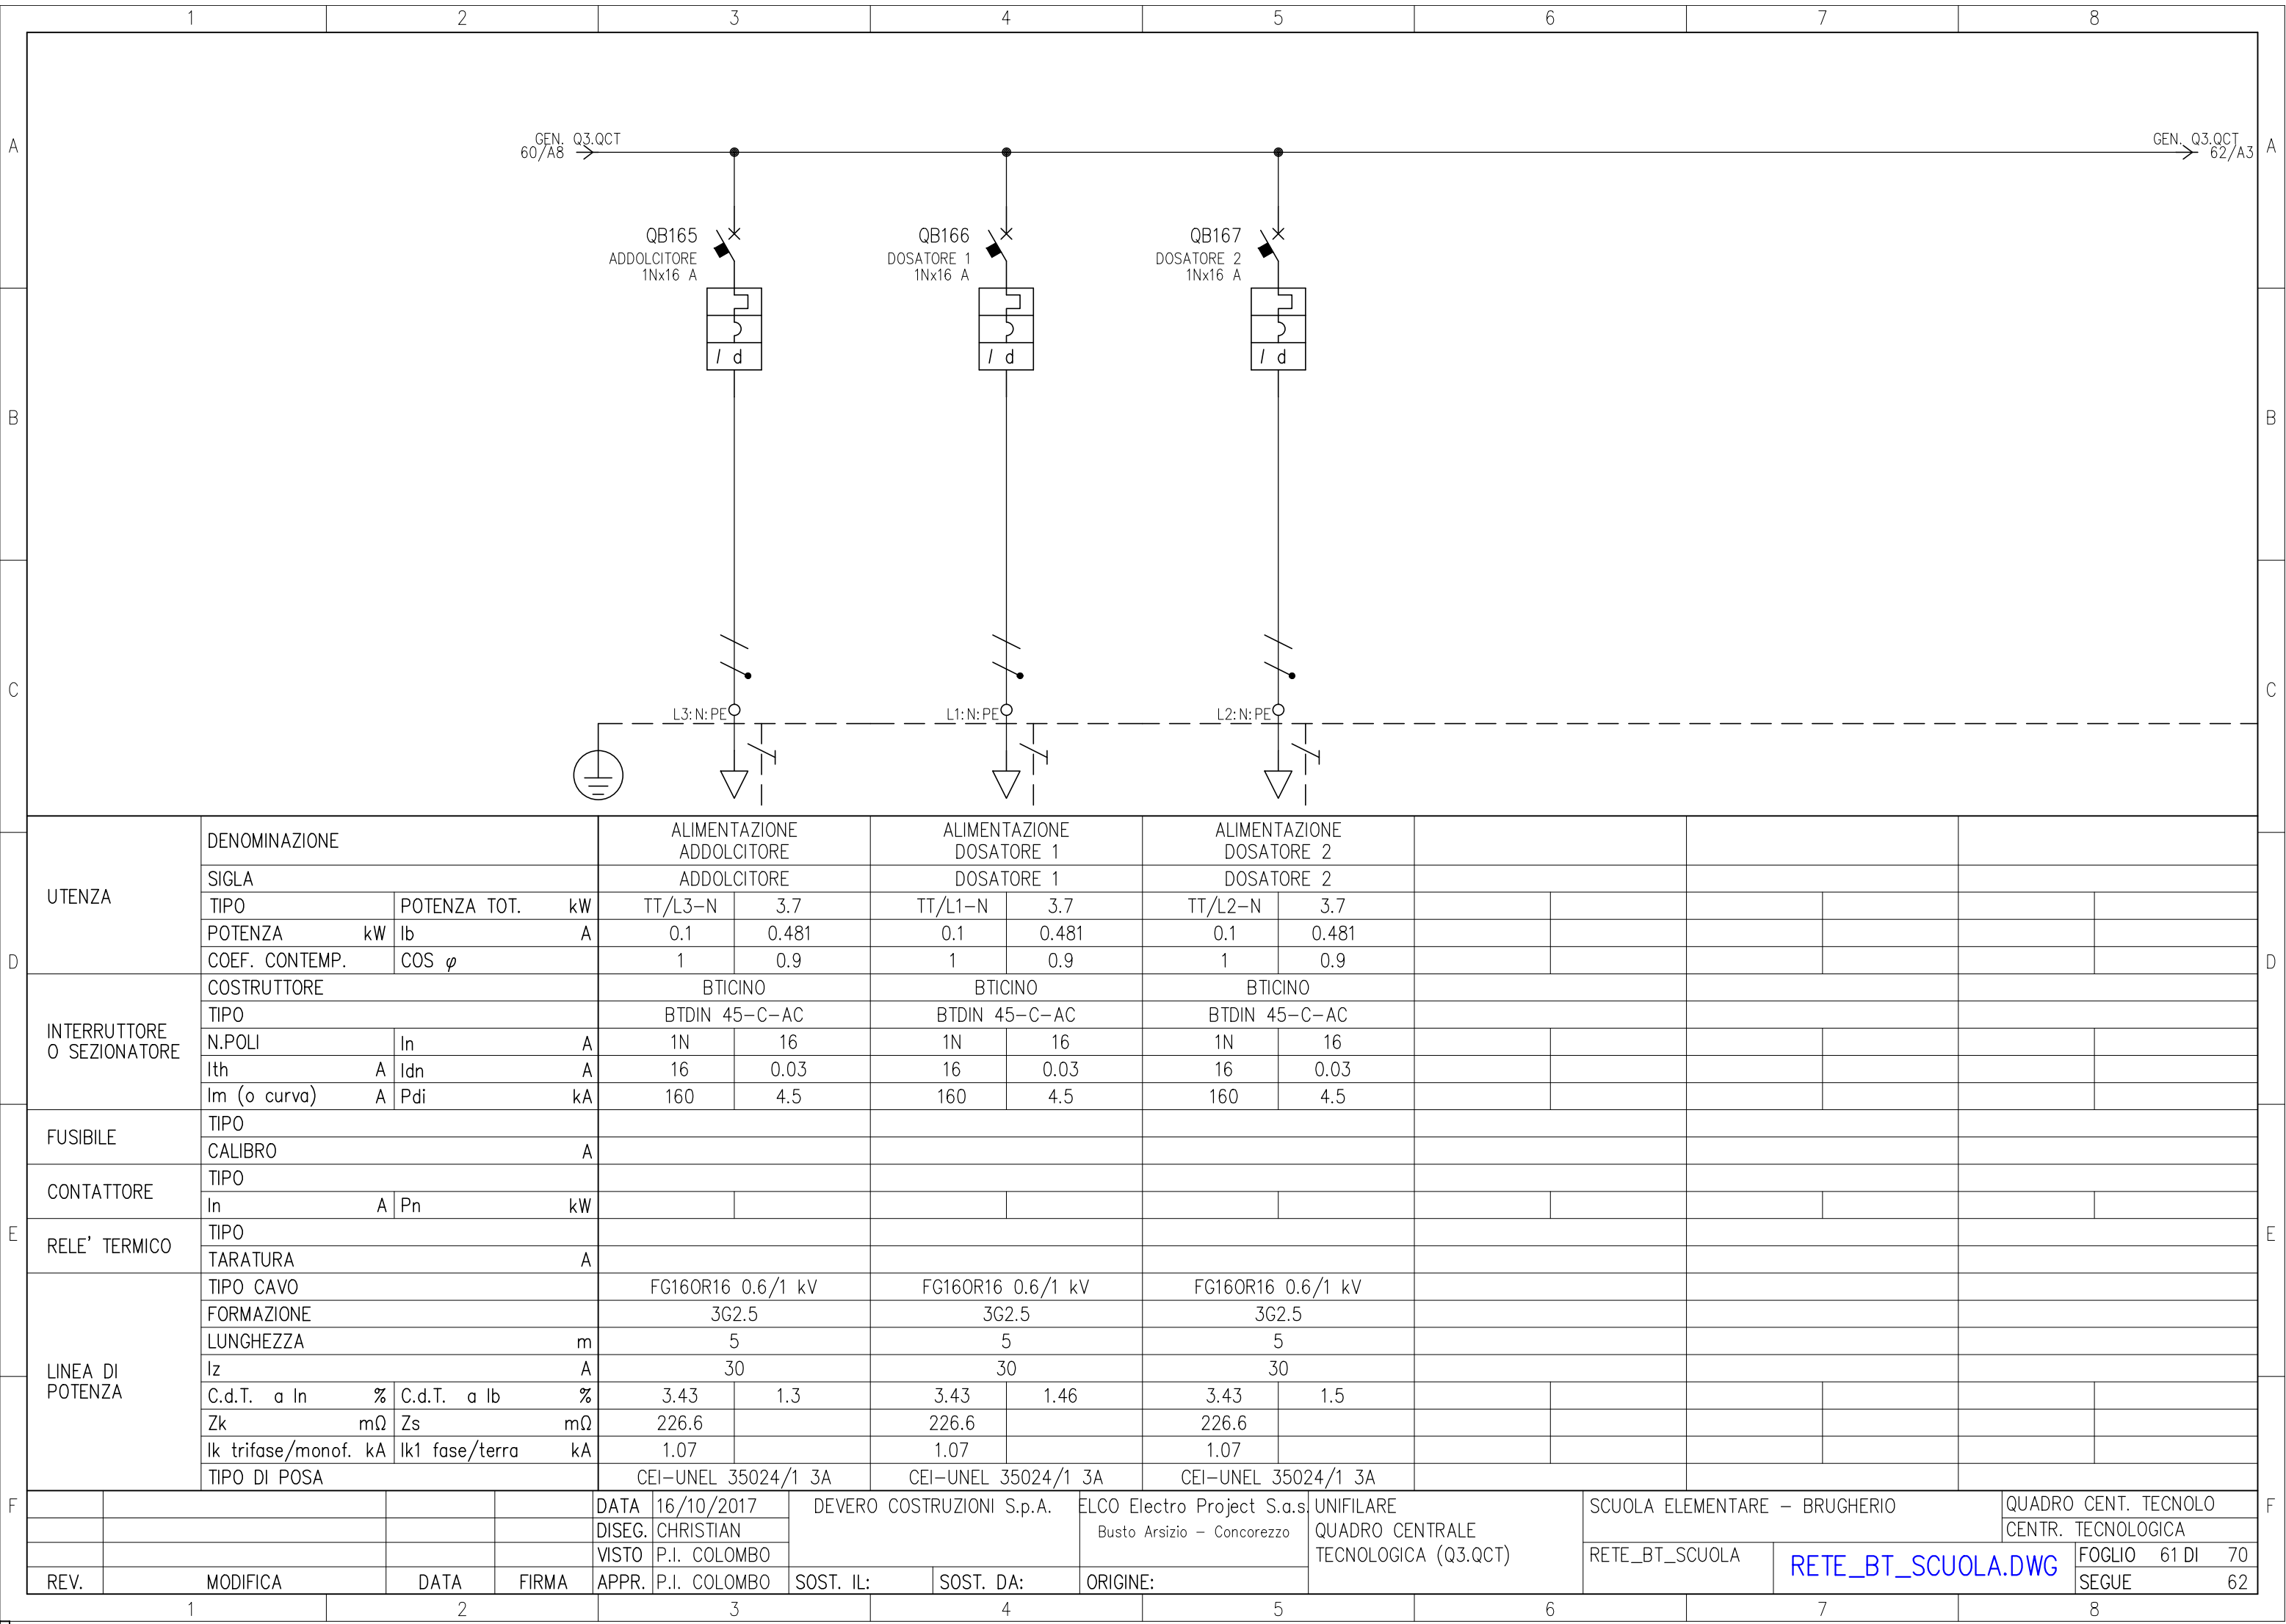 1 2 3 4 5 6 7 8
GEN. Q3.QCT
60/A8
GEN. Q3.QCT
62/A3
A A
QB165
ADDOLCITORE
1Nx16 A
QB166
DOSATORE 1
1Nx16 A
QB167
DOSATORE 2
1Nx16 A
I d I d I d
B B
C C
L3:N:PE L1:N:PE L2:N:PE
UTENZA
DENOMINAZIONE ALIMENTAZIONE ADDOLCITORE ALIMENTAZIONE DOSATORE 1 ALIMENTAZIONE DOSATORE 2
SIGLA ADDOLCITORE DOSATORE 1 DOSATORE 2
TIPO POTENZA TOT. kW TT/L3-N 3.7 TT/L1-N 3.7 TT/L2-N 3.7
POTENZA kW Ib A 0.1 0.481 0.1 0.481 0.1 0.481
COEF. CONTEMP. COS φ 1 0.9 1 0.9 1 0.9
D D
INTERRUTTORE
O SEZIONATORE
COSTRUTTORE BTICINO BTICINO BTICINO
TIPO BTDIN 45-C-AC BTDIN 45-C-AC BTDIN 45-C-AC
N.POLI In A 1N 16 1N 16 1N 16
Ith A Idn A 16 0.03 16 0.03 16 0.03
Im (o curva) A Pdi kA 160 4.5 160 4.5 160 4.5
FUSIBILE
TIPO
CALIBRO A
CONTATTORE
TIPO
In A Pn kW
E E
RELE' TERMICO
TIPO
TARATURA A
LINEA DI
POTENZA
TIPO CAVO FG16OR16 0.6/1 kV FG16OR16 0.6/1 kV FG16OR16 0.6/1 kV
FORMAZIONE 3G2.5 3G2.5 3G2.5
LUNGHEZZA m 5 5 5
Iz A 30 30 30
C.d.T. a In % C.d.T. a Ib % 3.43 1.3 3.43 1.46 3.43 1.5
Zk mΩ Zs mΩ 226.6 226.6 226.6
Ik trifase/monof. kA Ik1 fase/terra kA 1.07 1.07 1.07
TIPO DI POSA CEI-UNEL 35024/1 3A CEI-UNEL 35024/1 3A CEI-UNEL 35024/1 3A
F F
REV. MODIFICA DATA FIRMA
DATA 16/10/2017
DISEG. CHRISTIAN
VISTO P.I. COLOMBO
APPR. P.I. COLOMBO
DEVERO COSTRUZIONI S.p.A.
SOST. IL: SOST. DA:
ELCO Electro Project S.a.s.
Busto Arsizio - Concorezzo
ORIGINE:
UNIFILARE
QUADRO CENTRALE
TECNOLOGICA (Q3.QCT)
SCUOLA ELEMENTARE - BRUGHERIO
RETE_BT_SCUOLA
RETE_BT_SCUOLA.DWG
QUADRO CENT. TECNOLO
CENTR. TECNOLOGICA
FOGLIO 61 DI 70
SEGUE 62
1 2 3 4 5 6 7 8